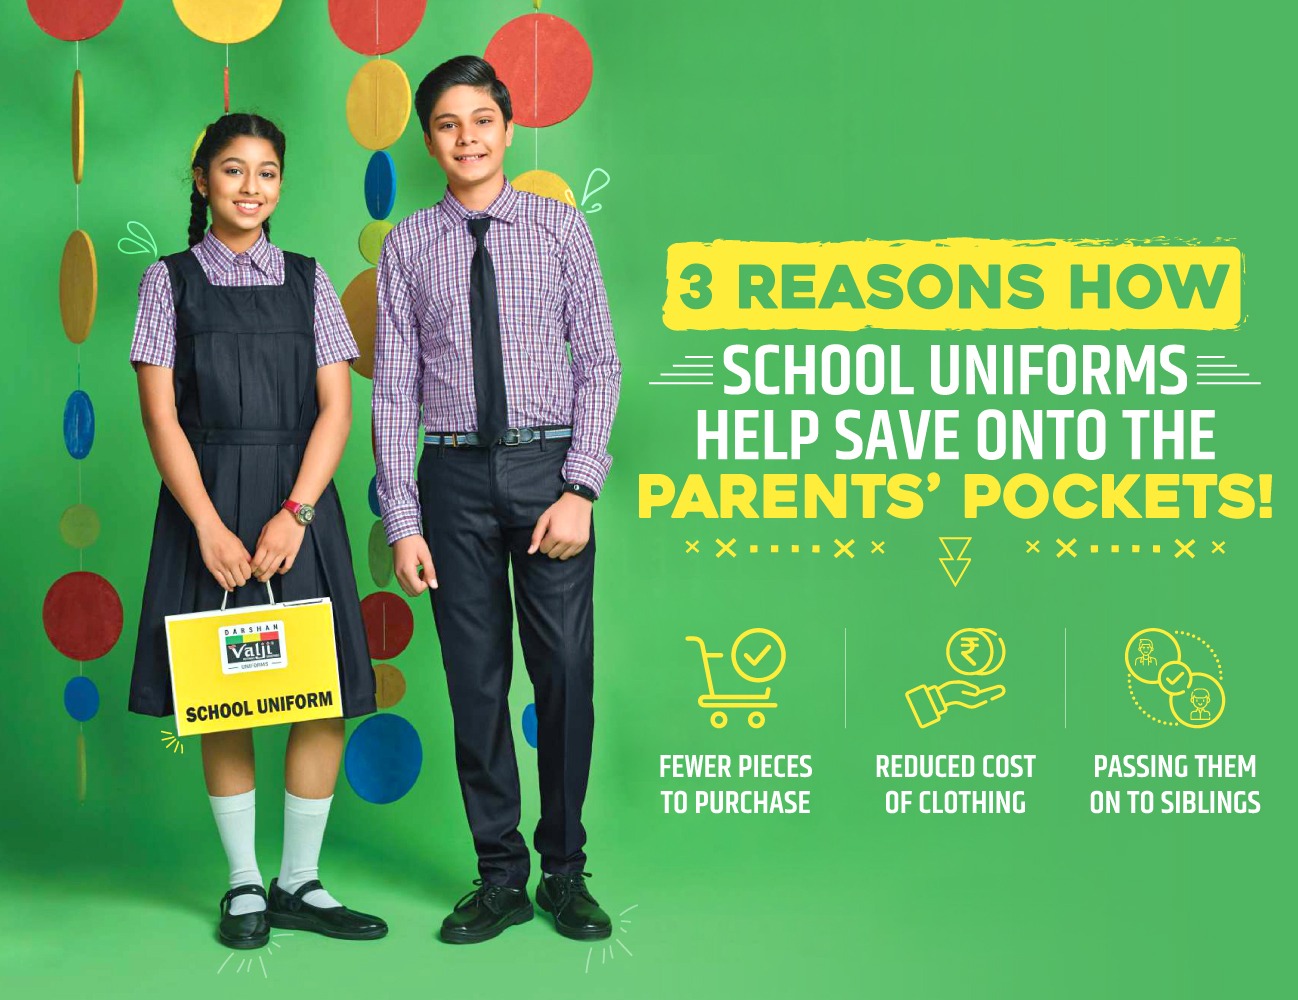 3 REASONS HOW
SCHOOL UNIFORMS
HELP SAVE ONTO THE
PARENTS' POCKETS!
FEWER PIECES
TO PURCHASE
₹
REDUCED COST
OF CLOTHING
PASSING THEM
ON TO SIBLINGS
DARSHAN
Valji
UNIFORMS
SCHOOL UNIFORM